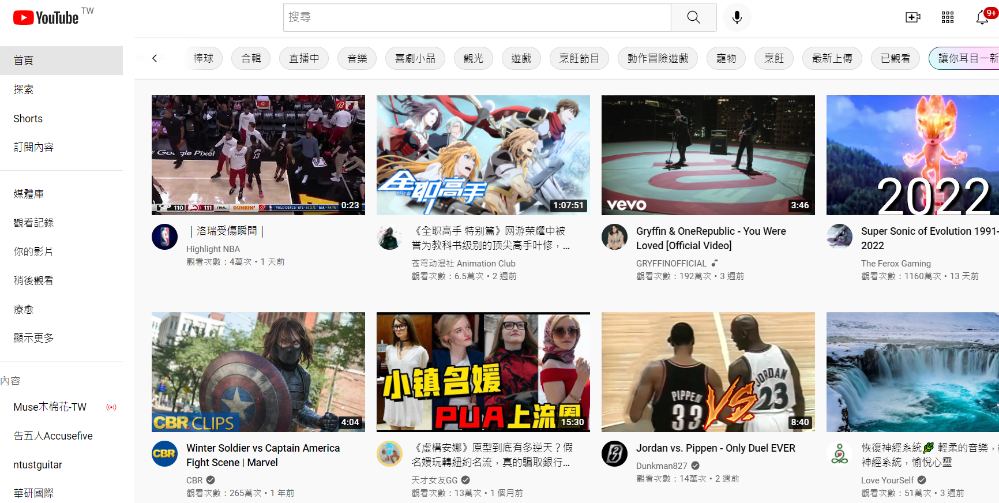 YouTube TW
搜尋
9+
首頁
探索
Shorts
訂閱內容
媒體庫
觀看記錄
你的影片
稍後觀看
療愈
顯示更多
內容
Muse木棉花-TW
告五人Accusefive
ntustguitar
華研國際
棒球
合輯
直播中
音樂
喜劇小品
觀光
遊戲
烹飪節目
動作冒險遊戲
寵物
烹飪
最新上傳
已觀看
讓你耳目一新
Google Pixel
13
110
111
FINAL
DUNKIN'
FIELD GOALS: ATL
MIA - 44.1%
0:23
｜洛瑞受傷瞬間｜
Highlight NBA
觀看次數：4萬次 • 1 天前
全职高手
特别篇
1:07:51
《全职高手 特别篇》网游荣耀中被
誉为教科书级别的顶尖高手叶修，...
苍穹动漫社 Animation Club
觀看次數：6.5萬次 • 2 週前
vevo
3:46
Gryffin & OneRepublic - You Were
Loved [Official Video]
GRYFFINOFFICIAL
觀看次數：192萬次 • 3 週前
2022
Super Sonic of Evolution 1991-
2022
The Ferox Gaming
觀看次數：1160萬次 • 13 天前
CBR CLIPS
4:04
CBR
Winter Soldier vs Captain America
Fight Scene | Marvel
CBR
觀看次數：265萬次 • 1 年前
小镇名媛
PUA上流圈
15:30
《虛構安娜》原型到底有多逆天？假
名媛玩轉紐約名流，真的騙取銀行...
天才女友GG
觀看次數：13萬次 • 1 個月前
PIPPEN
33
VS
JORDAN
23
8:40
Jordan vs. Pippen - Only Duel EVER
Dunkman827
觀看次數：14萬次 • 2 週前
恢復神經系統 輕柔的音樂，
神經系統，愉悅心靈
Love YourSelf
觀看次數：51萬次 • 3 週前